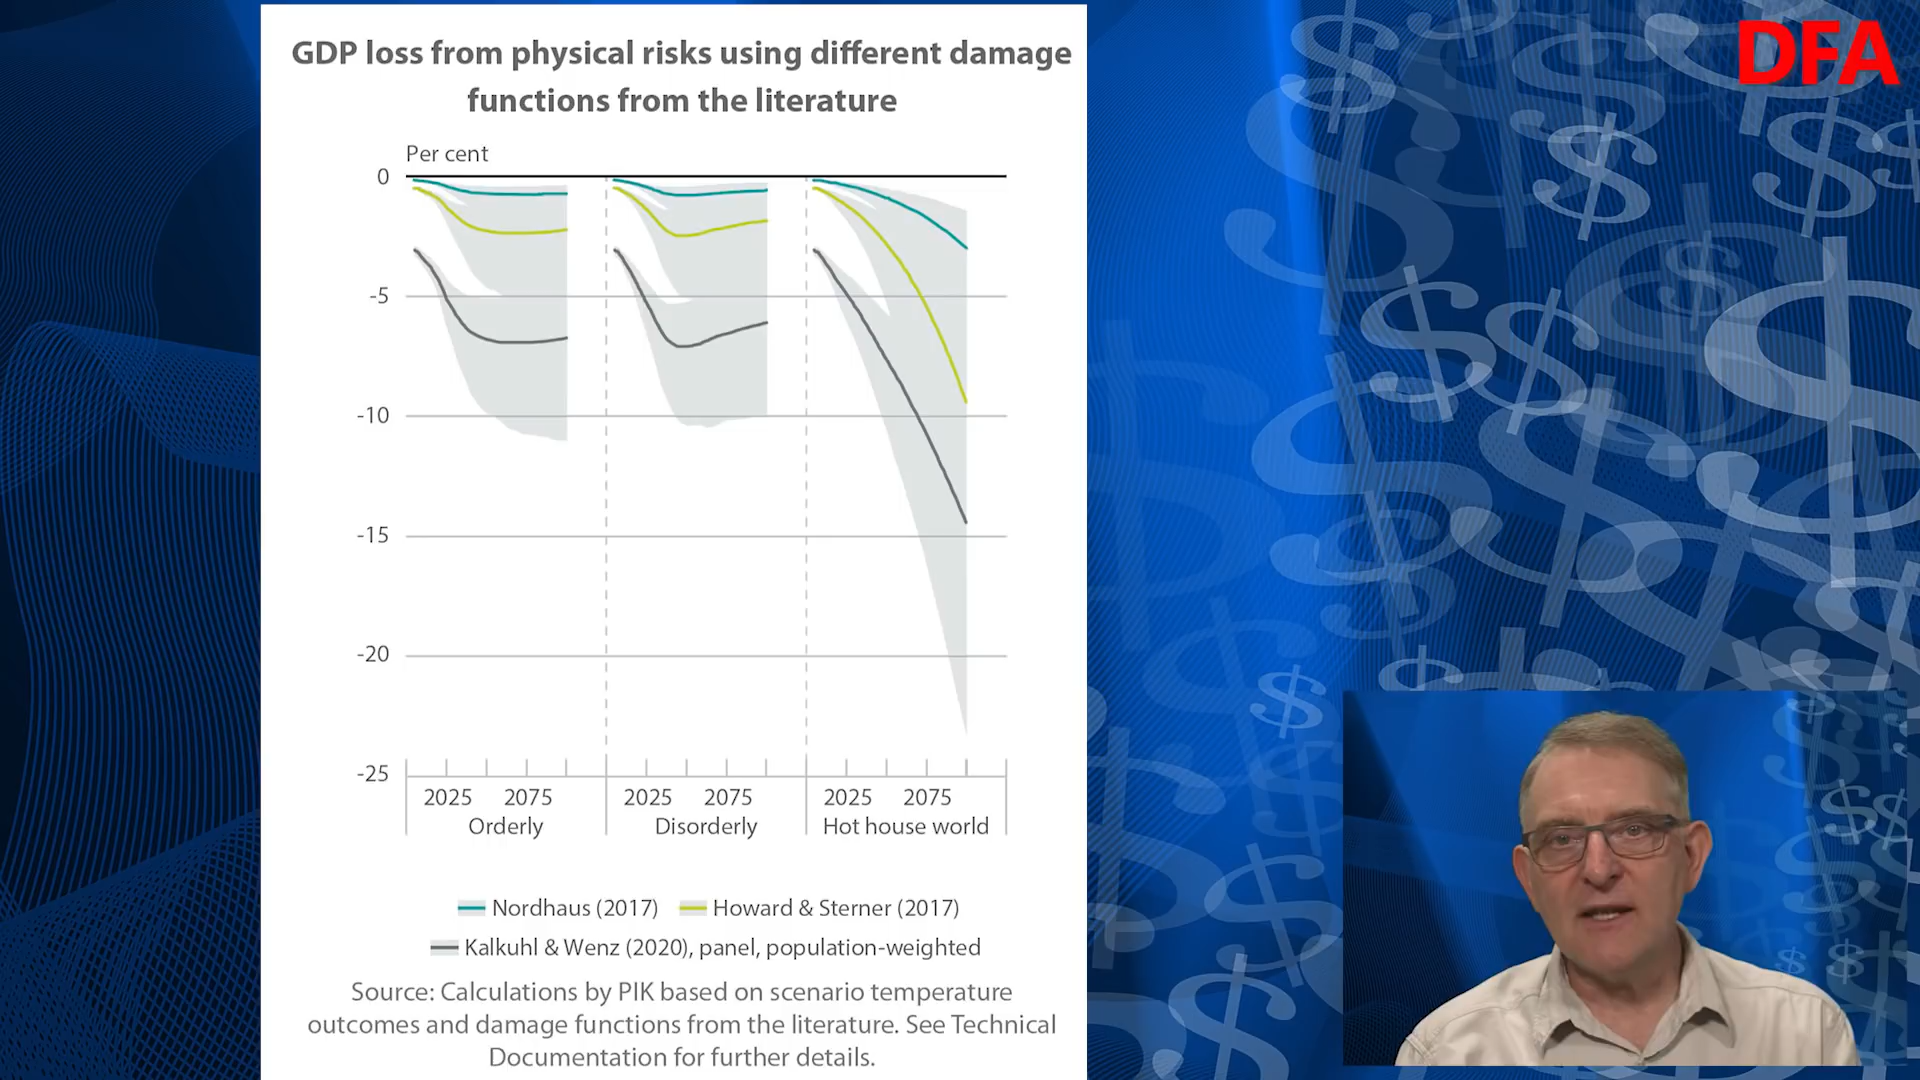 GDP loss from physical risks using different damage
functions from the literature
DFA
Per cent
0
-5
-10
-15
-20
-25
2025 2075 2025 2075 2025 2075
Orderly Disorderly Hot house world
Nordhaus (2017) Howard & Sterner (2017)
Kalkuhl & Wenz (2020), panel, population-weighted
Source: Calculations by PIK based on scenario temperature
outcomes and damage functions from the literature. See Technical
Documentation for further details.